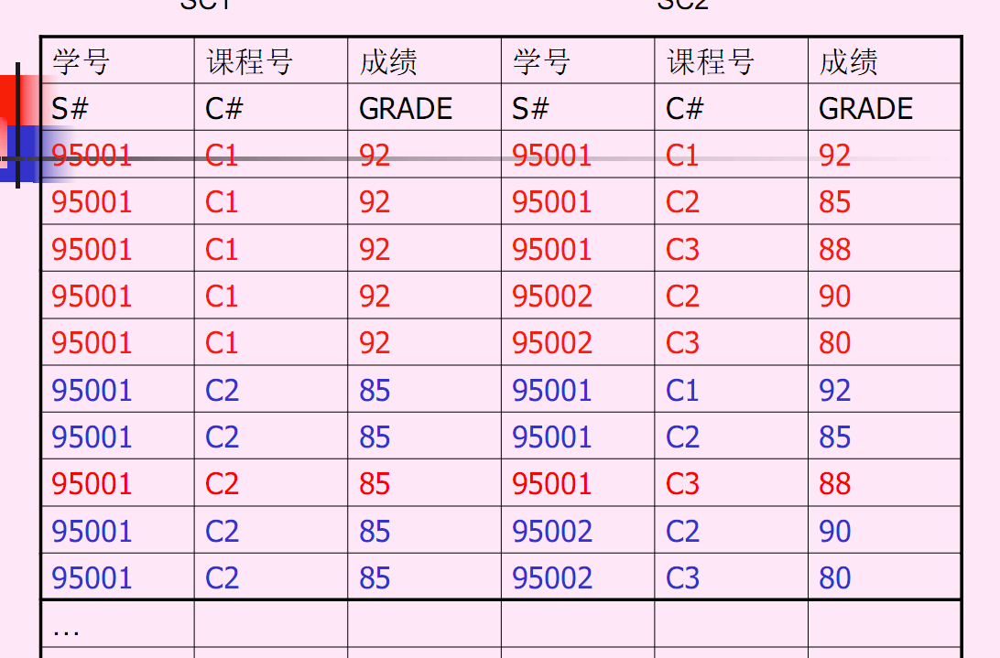 SC1 SC2
学号 课程号 成绩 学号 课程号 成绩
S# C# GRADE S# C# GRADE
95001 C1 92 95001 C1 92
95001 C1 92 95001 C2 85
95001 C1 92 95001 C3 88
95001 C1 92 95002 C2 90
95001 C1 92 95002 C3 80
95001 C2 85 95001 C1 92
95001 C2 85 95001 C2 85
95001 C2 85 95001 C3 88
95001 C2 85 95002 C2 90
95001 C2 85 95002 C3 80
…